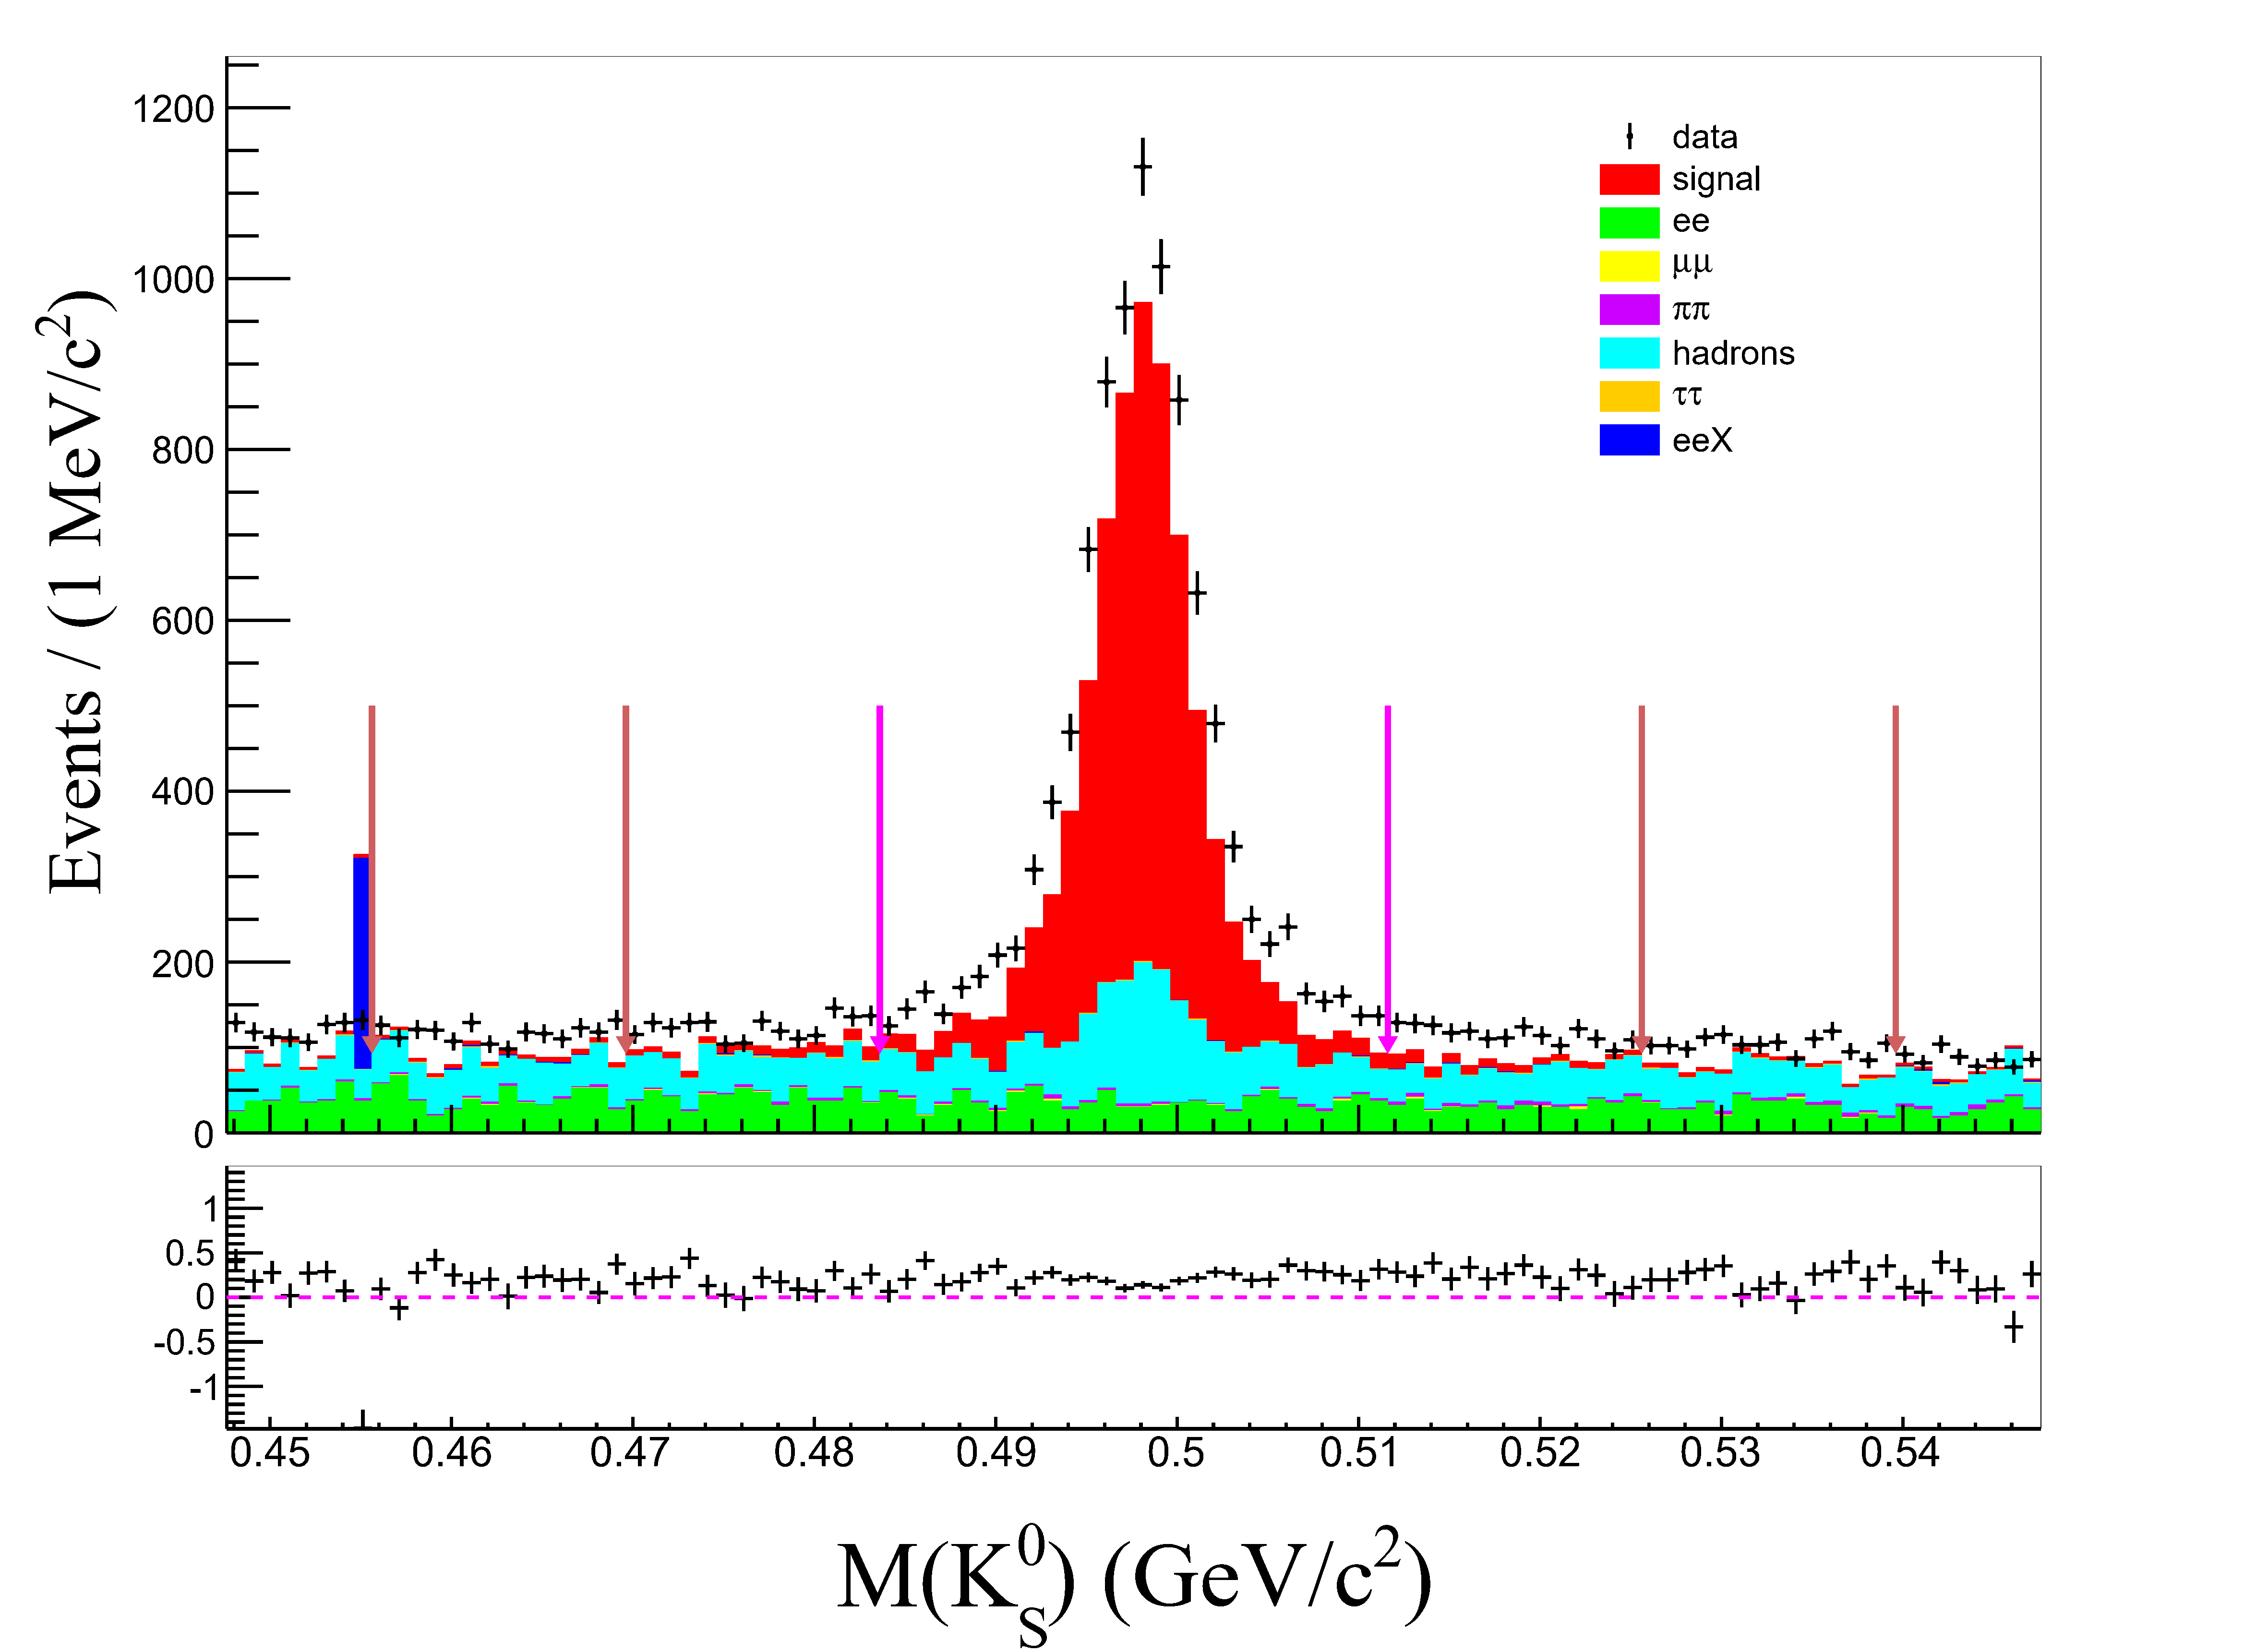 Events / (1 MeV/c²)
1200
1000
800
600
400
200
0
data
signal
ee
μμ
ππ
hadrons
ττ
eeX
1
0.5
0
-0.5
-1
0.45 0.46 0.47 0.48 0.49 0.5 0.51 0.52 0.53 0.54
M(K⁰ₛ) (GeV/c²)